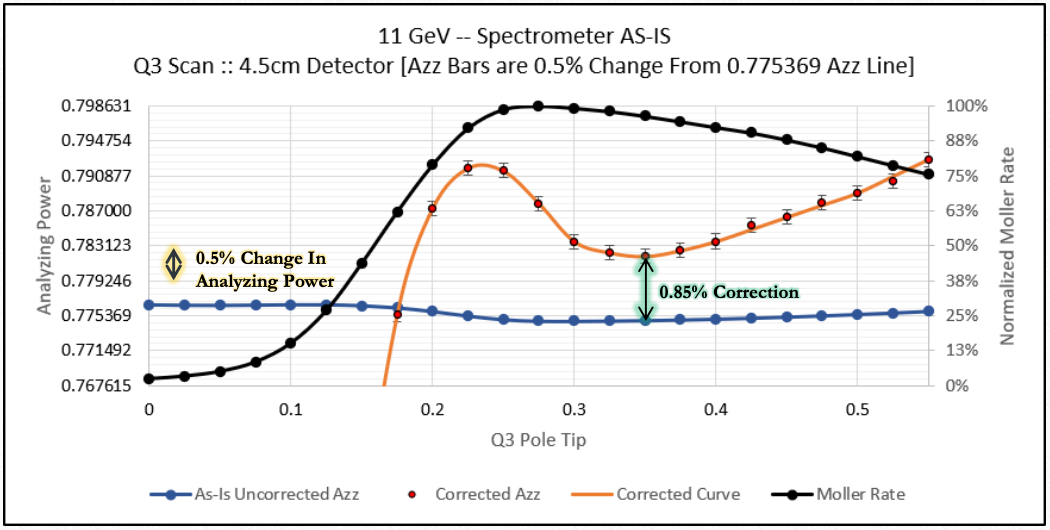 11 GeV -- Spectrometer AS-IS
Q3 Scan :: 4.5cm Detector [Azz Bars are 0.5% Change From 0.775369 Azz Line]
Analyzing Power
0.798631
0.794754
0.790877
0.787000
0.783123
0.779246
0.775369
0.771492
0.767615
0.5% Change In
Analyzing Power
0.85% Correction
100%
88%
75%
63%
50%
38%
25%
13%
0%
Normalized Moller Rate
0 0.1 0.2 0.3 0.4 0.5
Q3 Pole Tip
As-Is Uncorrected Azz Corrected Azz Corrected Curve Moller Rate